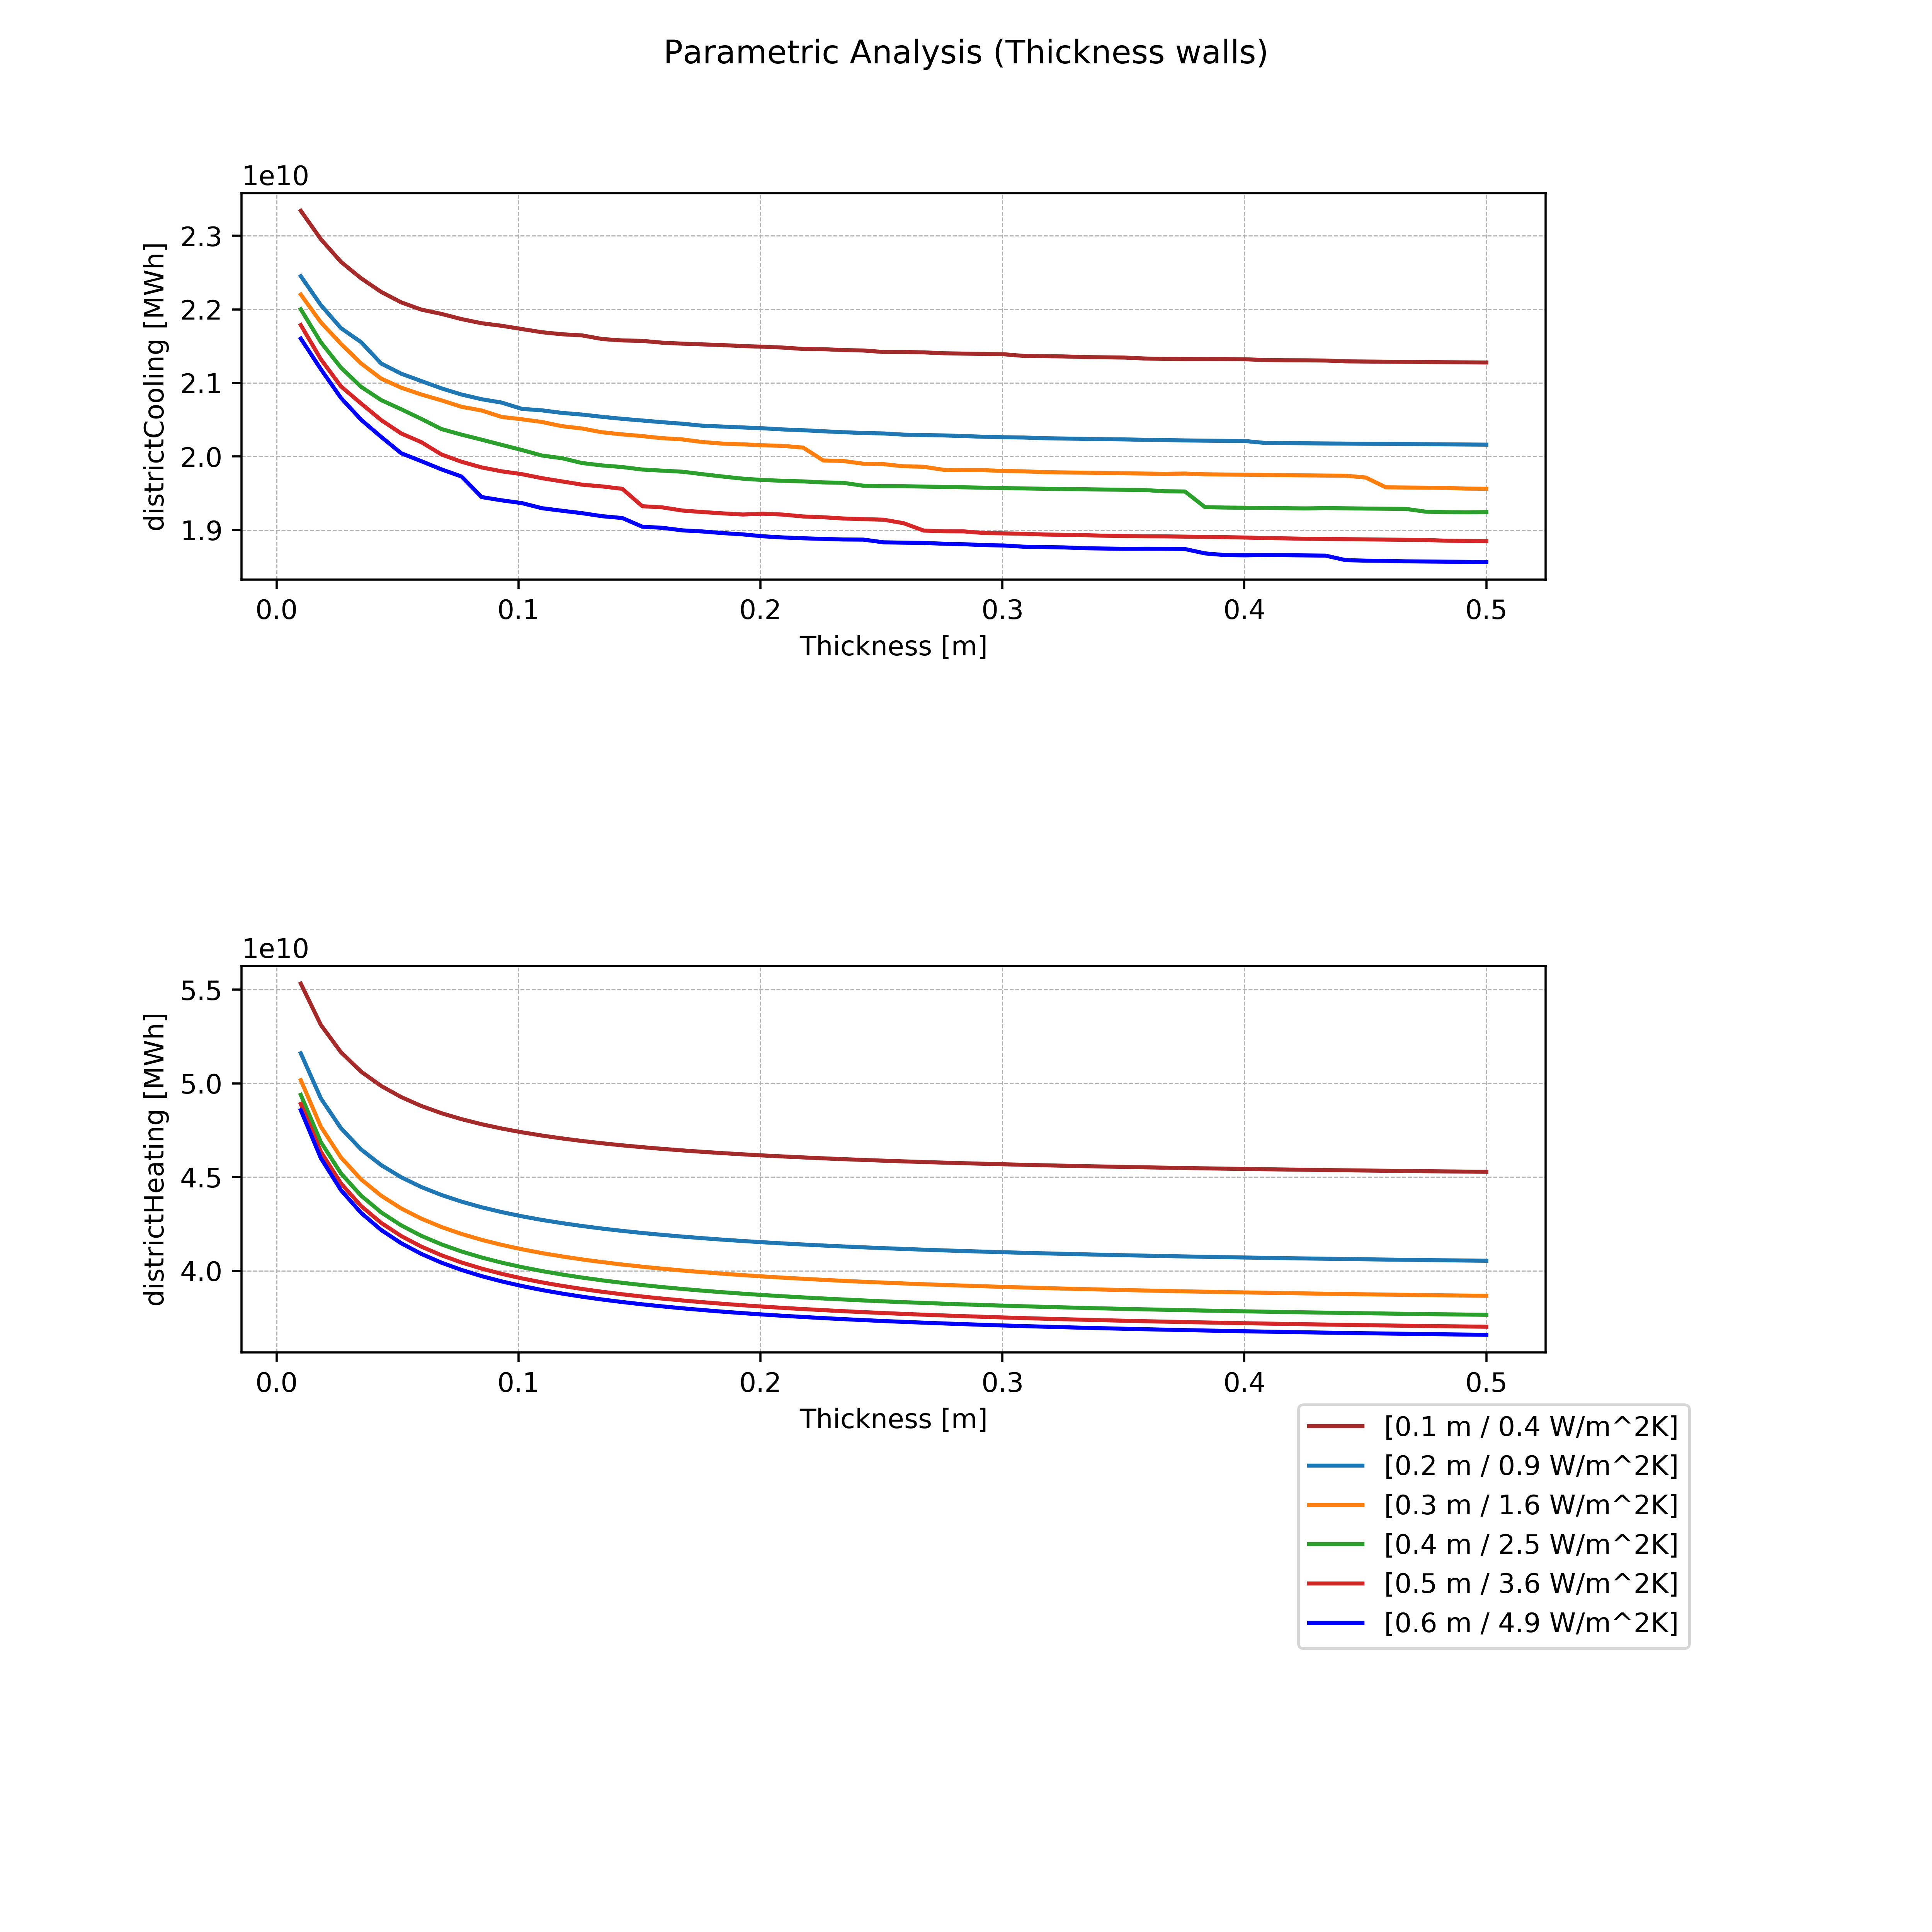 Parametric Analysis (Thickness walls)
1e10
districtCooling [MWh]
2.3
2.2
2.1
2.0
1.9
0.0 0.1 0.2 0.3 0.4 0.5
Thickness [m]
1e10
districtHeating [MWh]
5.5
5.0
4.5
4.0
0.0 0.1 0.2 0.3 0.4 0.5
Thickness [m]
[0.1 m / 0.4 W/m^2K]
[0.2 m / 0.9 W/m^2K]
[0.3 m / 1.6 W/m^2K]
[0.4 m / 2.5 W/m^2K]
[0.5 m / 3.6 W/m^2K]
[0.6 m / 4.9 W/m^2K]